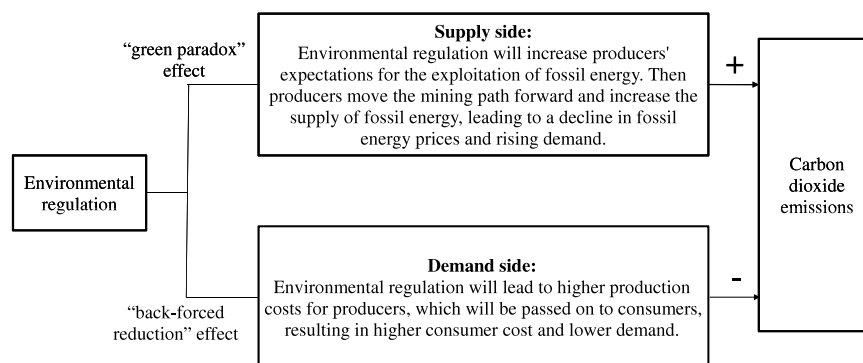 Supply side:
Environmental regulation will increase producers'
expectations for the exploitation of fossil energy. Then
producers move the mining path forward and increase the
supply of fossil energy, leading to a decline in fossil
energy prices and rising demand.
“green paradox”
effect
+
Environmental
regulation
Carbon
dioxide
emissions
Demand side:
Environmental regulation will lead to higher production
costs for producers, which will be passed on to consumers,
resulting in higher consumer cost and lower demand.
“back-forced
reduction” effect
-